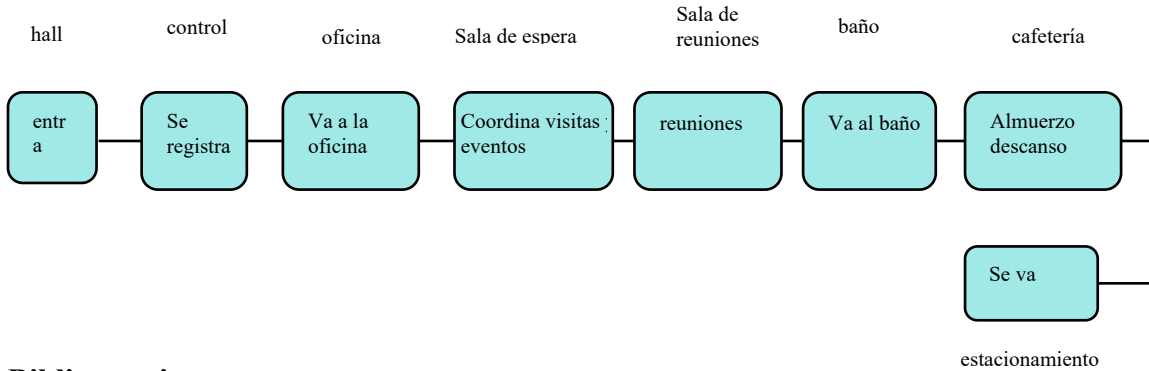 hall
control
oficina
Sala de espera
Sala de
reuniones
baño
cafetería
entr
a
Se
registra
Va a la
oficina
Coordina visitas
eventos
reuniones
Va al baño
Almuerzo
descanso
Se va
estacionamiento